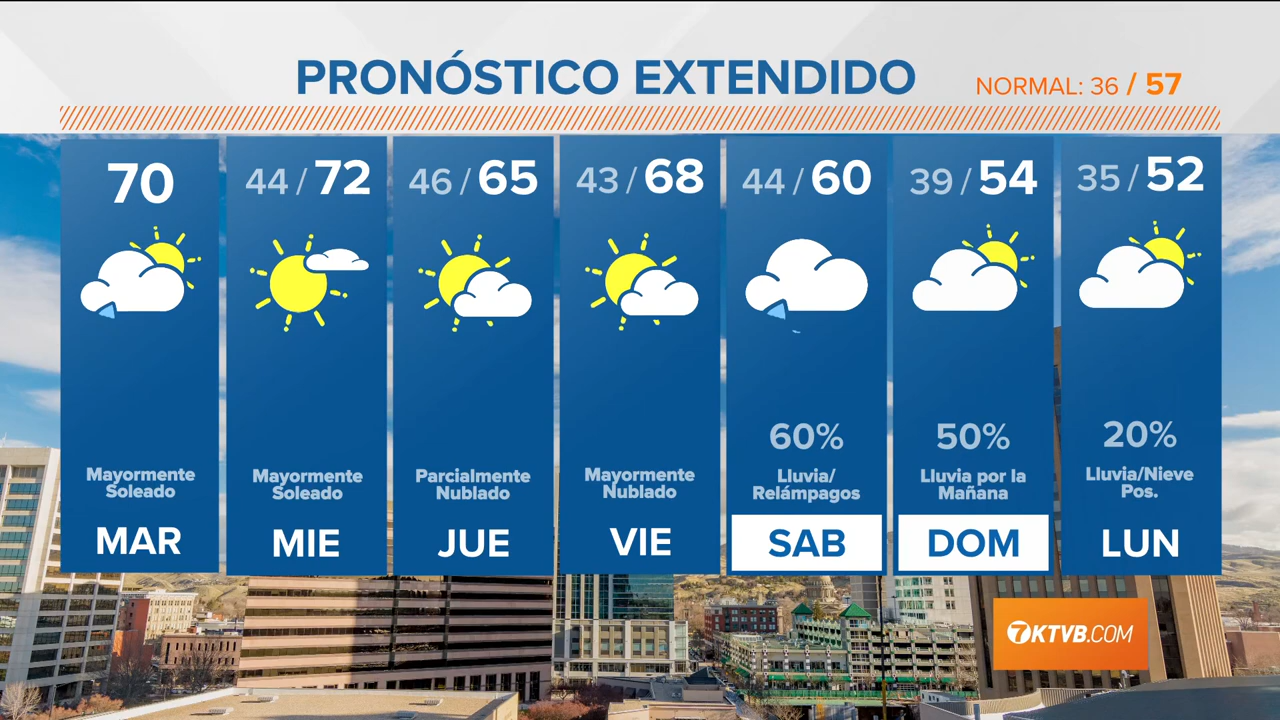 PRONÓSTICO EXTENDIDO
NORMAL: 36 / 57
70
Mayormente
Soleado
MAR
44 / 72
Mayormente
Soleado
MIE
46 / 65
Parcialmente
Nublado
JUE
43 / 68
Mayormente
Nublado
VIE
44 / 60
60%
Lluvia/
Relámpagos
SAB
39 / 54
50%
Lluvia por la
Mañana
DOM
35 / 52
20%
Lluvia/Nieve
Pos.
LUN
7KTVB.COM